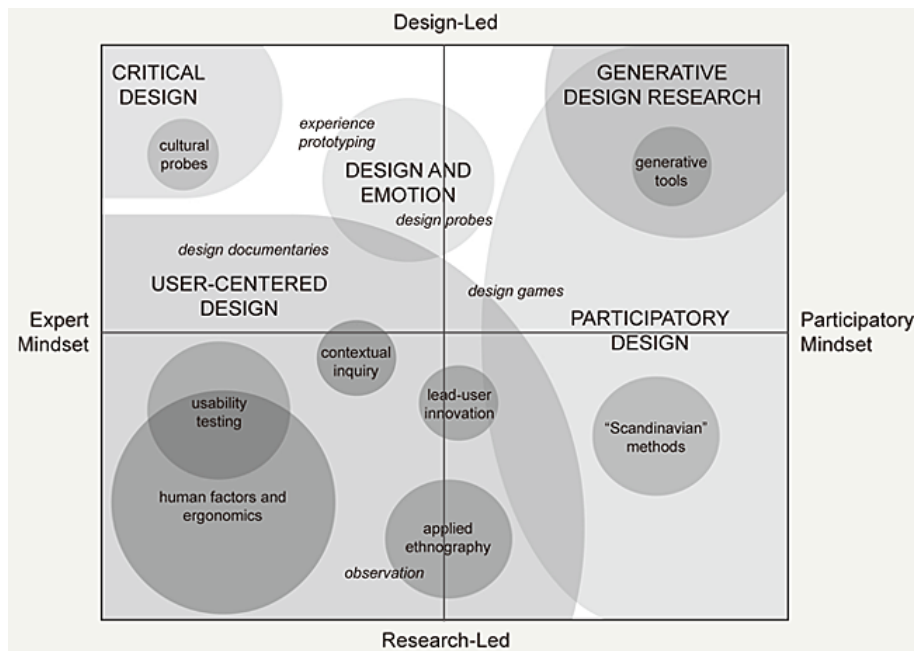 Design-Led
CRITICAL
DESIGN
cultural
probes
experience
prototyping
DESIGN AND
EMOTION
design probes
GENERATIVE
DESIGN RESEARCH
generative
tools
design documentaries
USER-CENTERED
DESIGN
design games
Expert
Mindset
PARTICIPATORY
DESIGN
Participatory
Mindset
contextual
inquiry
usability
testing
lead-user
innovation
"Scandinavian"
methods
human factors and
ergonomics
applied
ethnography
observation
Research-Led